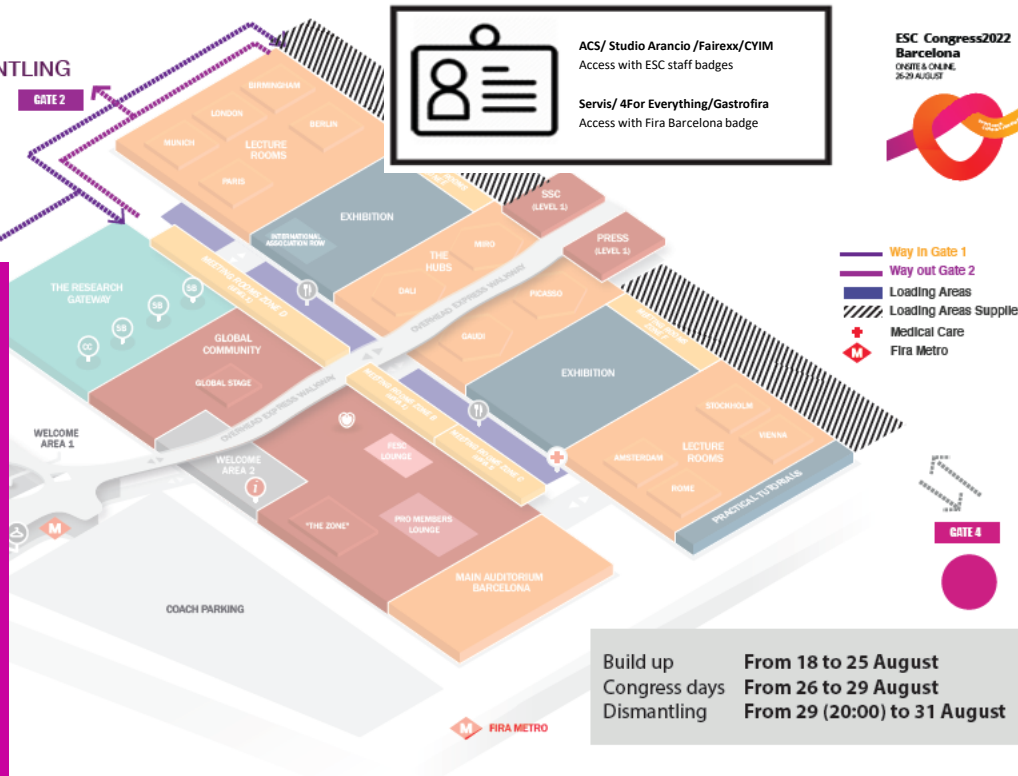 NTLING
GATE 2
ACS/ Studio Arancio /Fairexx/CYIM
Access with ESC staff badges
Servis/ 4For Everything/Gastrofira
Access with Fira Barcelona badge
ESC Congress2022
Barcelona
ONSITE & ONLINE,
26-29 AUGUST
BIRMINGHAM
LONDON
BERLIN
MUNICH
LECTURE
ROOMS
PARIS
EXHIBITION
INTERNATIONAL
ASSOCIATION ROW
SSC
(LEVEL 1)
PRESS
(LEVEL 1)
THE
HUBS
MIRO
DALI
PICASSO
GAUDI
MEETING ROOMS ZONE D
OVERHEAD EXPRESS WALKWAY
THE RESEARCH
GATEWAY
SB
SB
SB
CC
GLOBAL
COMMUNITY
GLOBAL STAGE
OVERHEAD EXPRESS WALKWAY
EXHIBITION
Way in Gate 1
Way out Gate 2
Loading Areas
Loading Areas Supplie
Medical Care
M
Fira Metro
STOCKHOLM
VIENNA
LECTURE
ROOMS
AMSTERDAM
ROME
PRACTICAL TUTORIALS
WELCOME
AREA 1
WELCOME
AREA 2
i
LOUNGE
"THE ZONE"
PRO MEMBERS
LOUNGE
M
MAIN AUDITORIUM
BARCELONA
COACH PARKING
GATE 4
M
FIRA METRO
Build up From 18 to 25 August
Congress days From 26 to 29 August
Dismantling From 29 (20:00) to 31 August